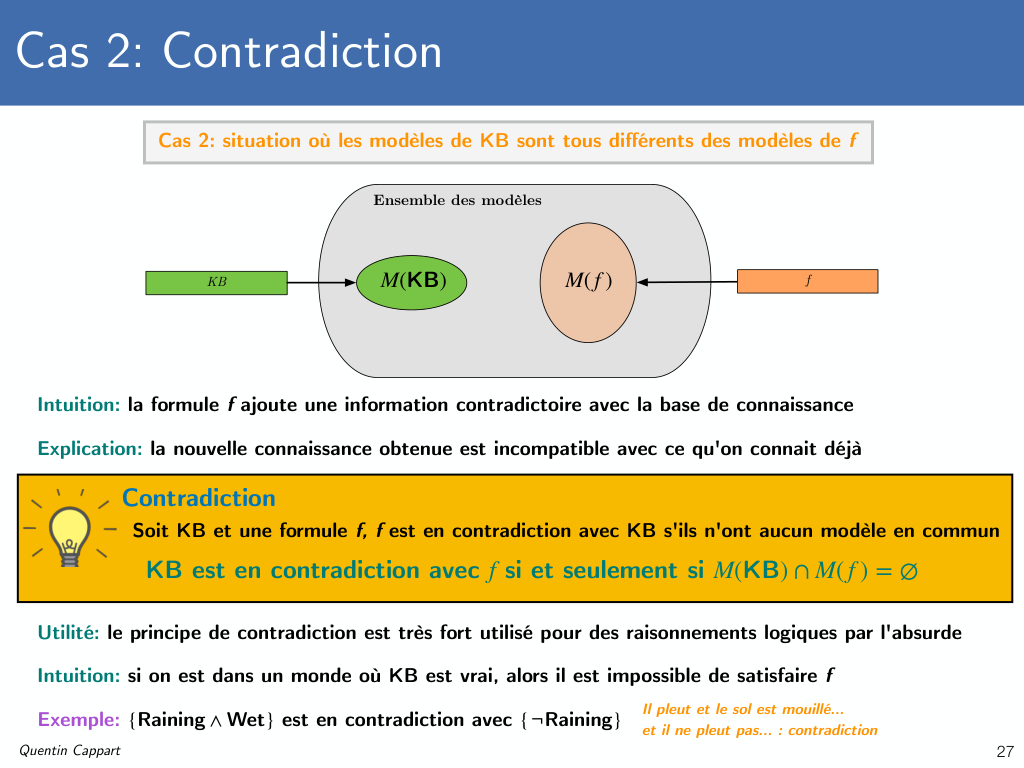 Cas 2: Contradiction
Cas 2: situation où les modèles de KB sont tous différents des modèles de f
Ensemble des modèles
KB
M(KB)
M(f)
f
Intuition: la formule f ajoute une information contradictoire avec la base de connaissance
Explication: la nouvelle connaissance obtenue est incompatible avec ce qu'on connait déjà
Contradiction
Soit KB et une formule f, f est en contradiction avec KB s'ils n'ont aucun modèle en commun
KB est en contradiction avec f si et seulement si M(KB) ∩ M(f) = ∅
Utilité: le principe de contradiction est très fort utilisé pour des raisonnements logiques par l'absurde
Intuition: si on est dans un monde où KB est vrai, alors il est impossible de satisfaire f
Exemple: {Raining ∧ Wet} est en contradiction avec {¬Raining}
Il pleut et le sol est mouillé...
et il ne pleut pas... : contradiction
Quentin Cappart
27